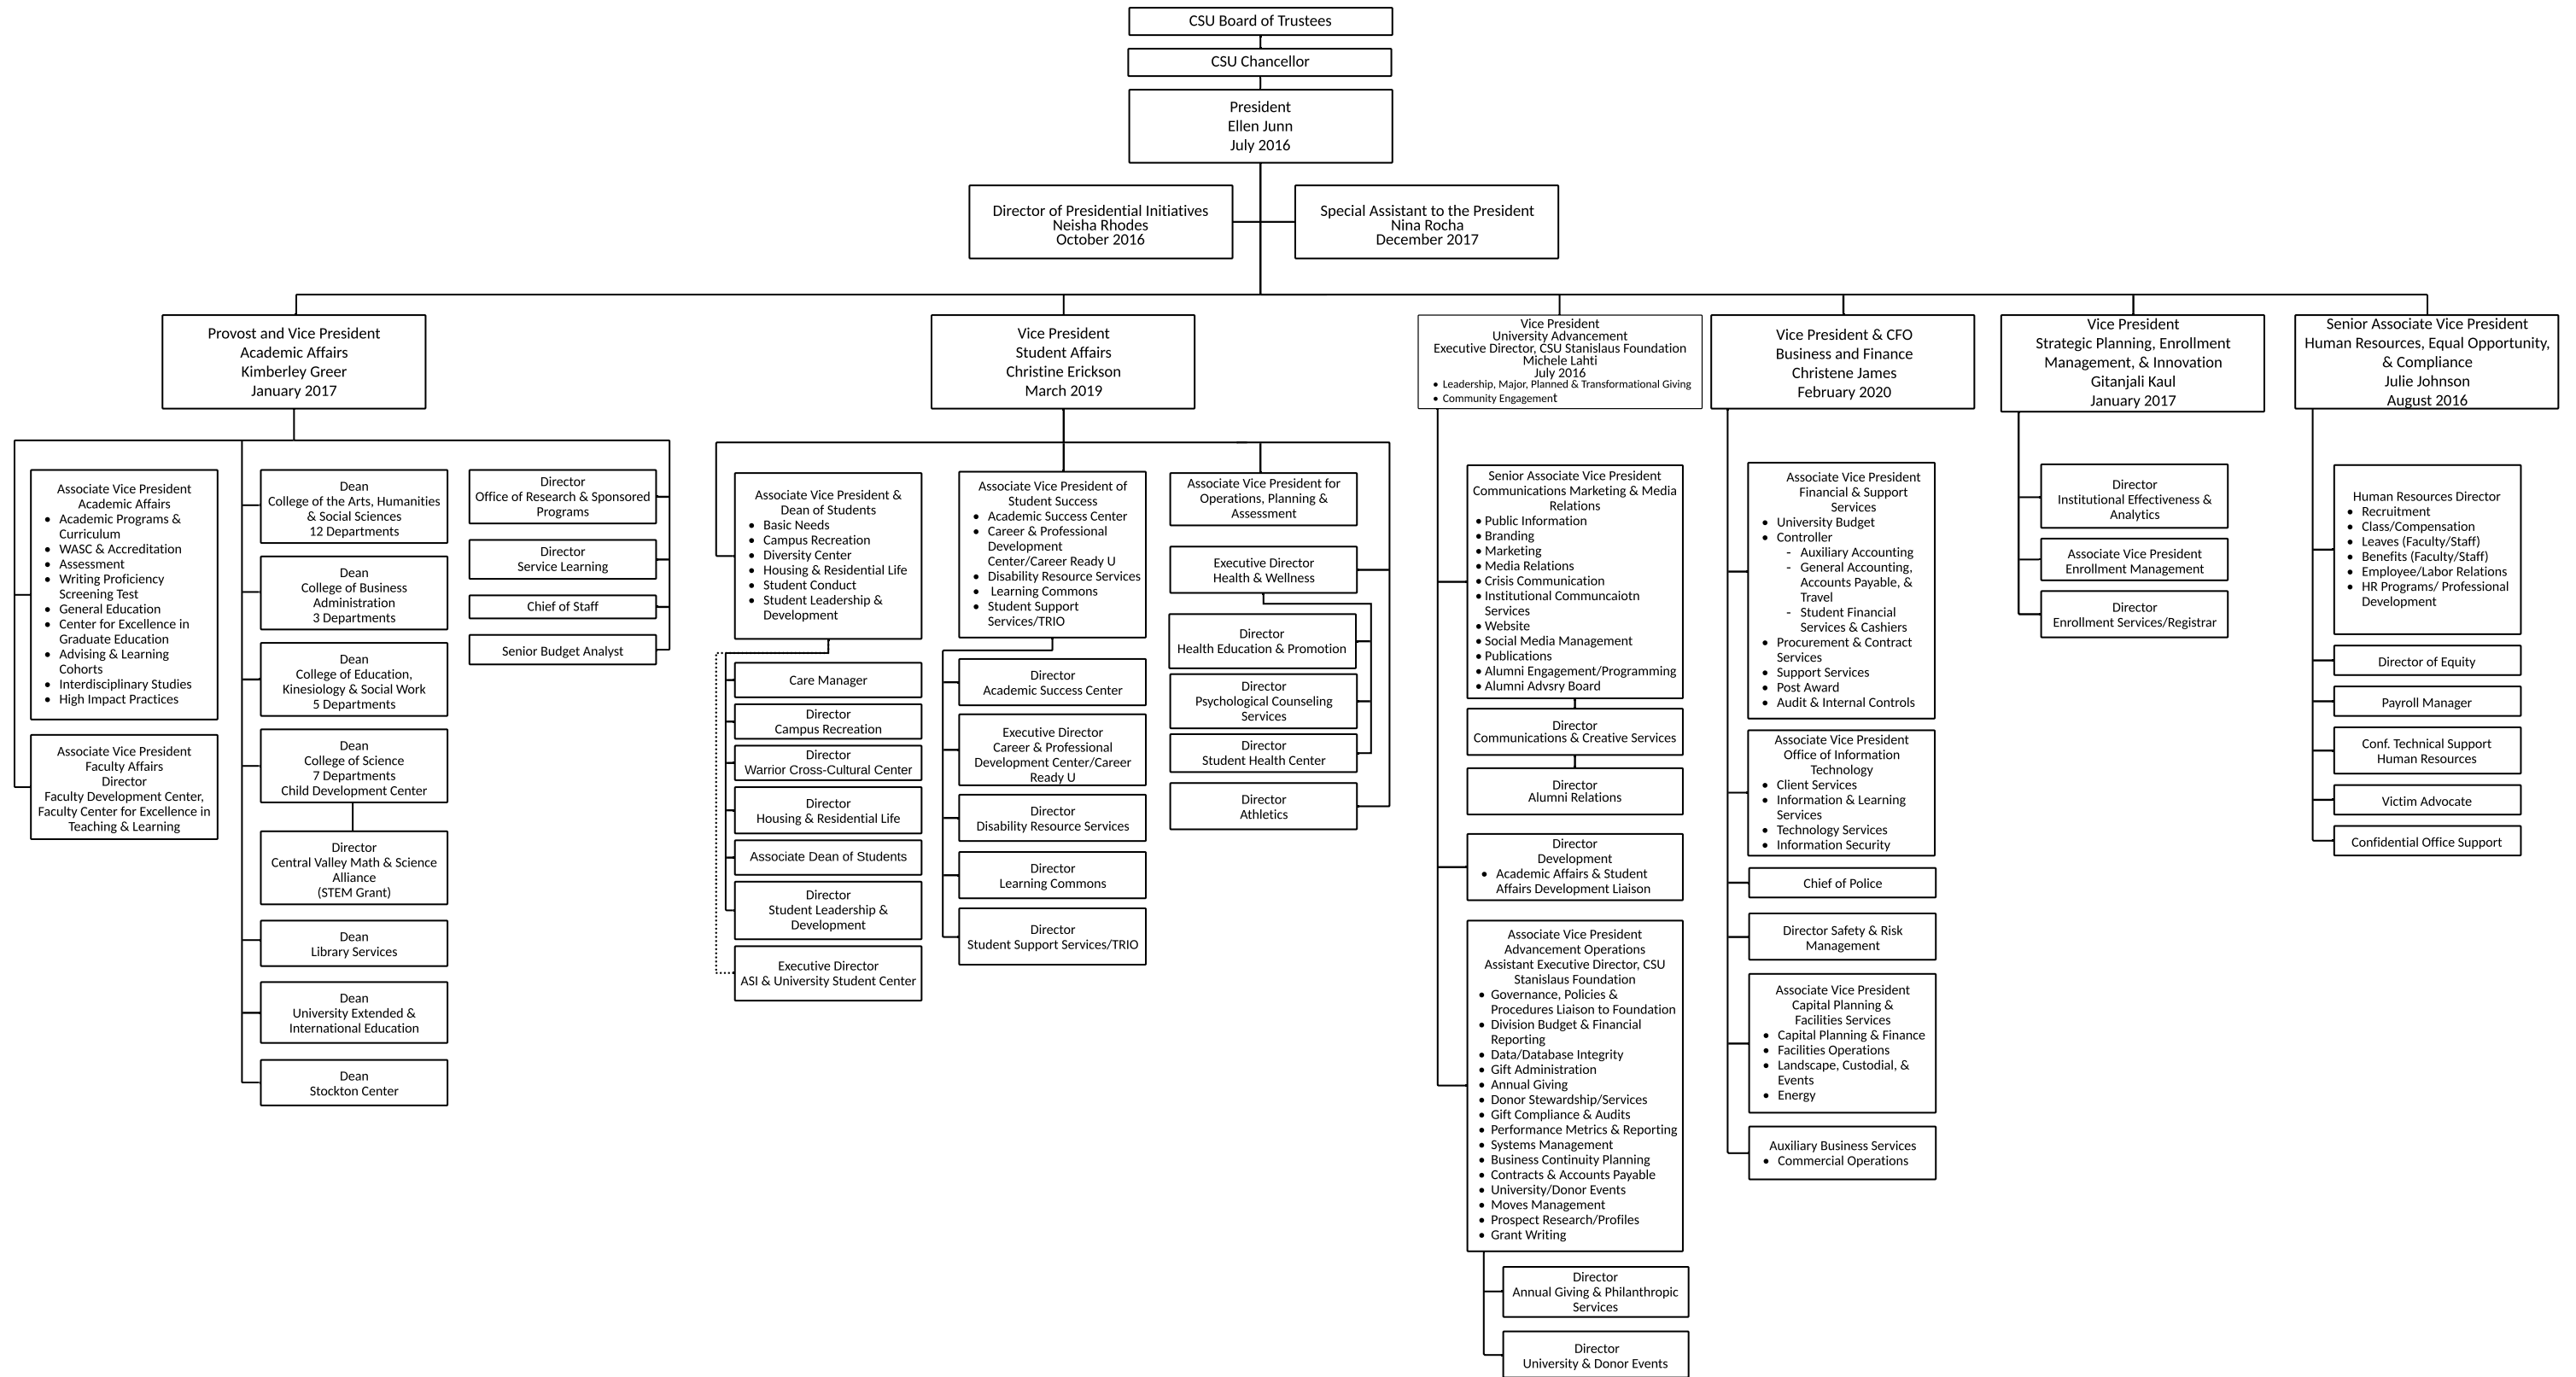 CSU Board of Trustees
CSU Chancellor
President
Ellen Junn
July 2016
Director of Presidential Initiatives
Neisha Rhodes
October 2016
Special Assistant to the President
Nina Rocha
December 2017
Provost and Vice President
Academic Affairs
Kimberley Greer
January 2017
Vice President
Student Affairs
Christine Erickson
March 2019
Vice President
University Advancement
Executive Director, CSU Stanislaus Foundation
Michele Lahti
July 2016
• Leadership, Major, Planned & Transformational Giving
• Community Engagement
Vice President & CFO
Business and Finance
Christene James
February 2020
Vice President
Strategic Planning, Enrollment
Management, & Innovation
Gitanjali Kaul
January 2017
Senior Associate Vice President
Human Resources, Equal Opportunity,
& Compliance
Julie Johnson
August 2016
Associate Vice President
Academic Affairs
• Academic Programs &
Curriculum
• WASC & Accreditation
• Assessment
• Writing Proficiency
Screening Test
• General Education
• Center for Excellence in
Graduate Education
• Advising & Learning
Cohorts
• Interdisciplinary Studies
• High Impact Practices
Associate Vice President
Faculty Affairs
Director
Faculty Development Center,
Faculty Center for Excellence in
Teaching & Learning
Dean
College of the Arts, Humanities
& Social Sciences
12 Departments
Dean
College of Business
Administration
3 Departments
Dean
College of Education,
Kinesiology & Social Work
5 Departments
Dean
College of Science
7 Departments
Child Development Center
Director
Central Valley Math & Science
Alliance
(STEM Grant)
Dean
Library Services
Dean
University Extended &
International Education
Dean
Stockton Center
Director
Office of Research & Sponsored
Programs
Director
Service Learning
Chief of Staff
Senior Budget Analyst
Associate Vice President &
Dean of Students
• Basic Needs
• Campus Recreation
• Diversity Center
• Housing & Residential Life
• Student Conduct
• Student Leadership &
Development
Care Manager
Director
Campus Recreation
Director
Warrior Cross-Cultural Center
Director
Housing & Residential Life
Associate Dean of Students
Director
Student Leadership &
Development
Executive Director
ASI & University Student Center
Associate Vice President of
Student Success
• Academic Success Center
• Career & Professional
Development
Center/Career Ready U
• Disability Resource Services
• Learning Commons
• Student Support
Services/TRIO
Director
Academic Success Center
Executive Director
Career & Professional
Development Center/Career
Ready U
Director
Disability Resource Services
Director
Learning Commons
Director
Student Support Services/TRIO
Associate Vice President for
Operations, Planning &
Assessment
Executive Director
Health & Wellness
Director
Health Education & Promotion
Director
Psychological Counseling
Services
Director
Student Health Center
Director
Athletics
Senior Associate Vice President
Communications Marketing & Media
Relations
• Public Information
• Branding
• Marketing
• Media Relations
• Crisis Communication
• Institutional Communcaiotn
Services
• Website
• Social Media Management
• Publications
• Alumni Engagement/Programming
• Alumni Advsry Board
Director
Communications & Creative Services
Director
Alumni Relations
Director
Development
• Academic Affairs & Student
Affairs Development Liaison
Associate Vice President
Advancement Operations
Assistant Executive Director, CSU
Stanislaus Foundation
• Governance, Policies &
Procedures Liaison to Foundation
• Division Budget & Financial
Reporting
• Data/Database Integrity
• Gift Administration
• Annual Giving
• Donor Stewardship/Services
• Gift Compliance & Audits
• Performance Metrics & Reporting
• Systems Management
• Business Continuity Planning
• Contracts & Accounts Payable
• University/Donor Events
• Moves Management
• Prospect Research/Profiles
• Grant Writing
Director
Annual Giving & Philanthropic
Services
Director
University & Donor Events
Associate Vice President
Financial & Support
Services
• University Budget
• Controller
- Auxiliary Accounting
- General Accounting,
Accounts Payable, &
Travel
- Student Financial
Services & Cashiers
• Procurement & Contract
Services
• Support Services
• Post Award
• Audit & Internal Controls
Associate Vice President
Office of Information
Technology
• Client Services
• Information & Learning
Services
• Technology Services
• Information Security
Chief of Police
Director Safety & Risk
Management
Associate Vice President
Capital Planning &
Facilities Services
• Capital Planning & Finance
• Facilities Operations
• Landscape, Custodial, &
Events
• Energy
Auxiliary Business Services
• Commercial Operations
Director
Institutional Effectiveness &
Analytics
Associate Vice President
Enrollment Management
Director
Enrollment Services/Registrar
Human Resources Director
• Recruitment
• Class/Compensation
• Leaves (Faculty/Staff)
• Benefits (Faculty/Staff)
• Employee/Labor Relations
• HR Programs/ Professional
Development
Director of Equity
Payroll Manager
Conf. Technical Support
Human Resources
Victim Advocate
Confidential Office Support